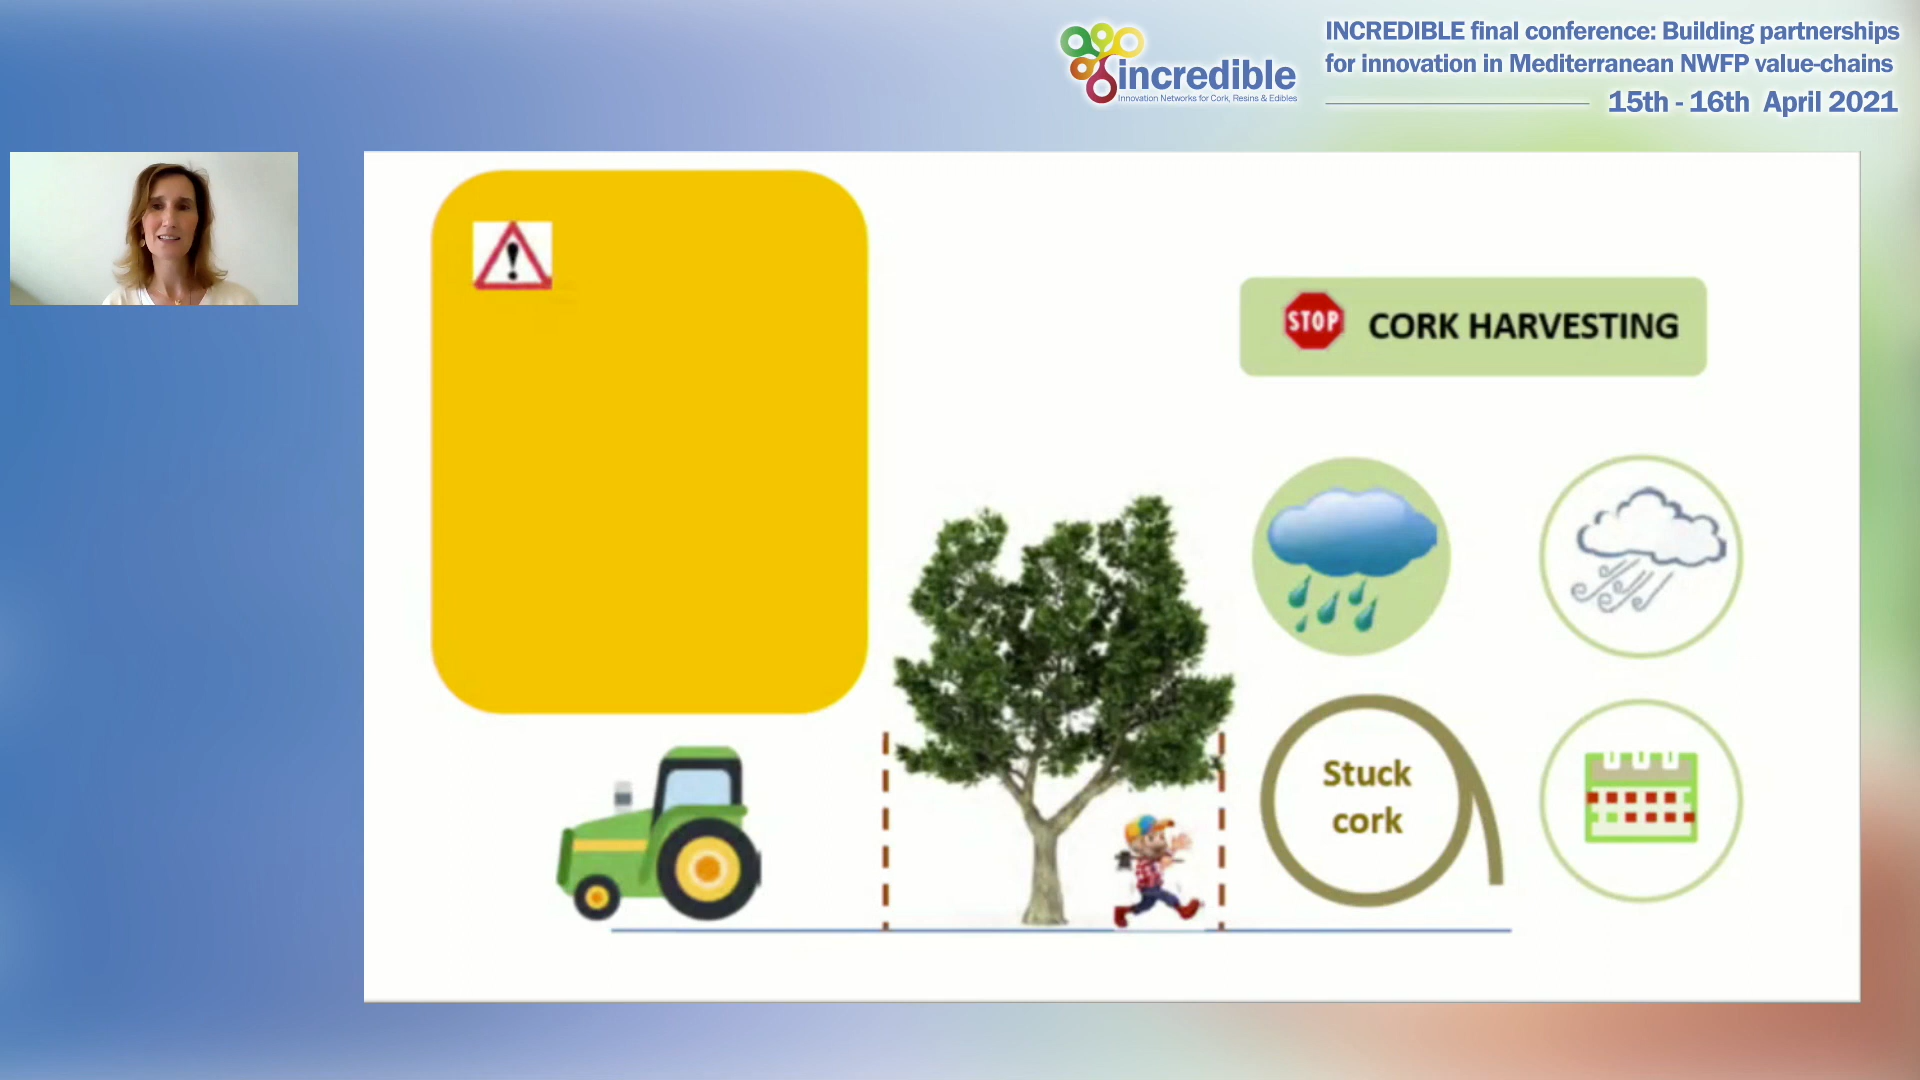 incredible
Innovation Networks for Cork, Resins & Edibles
INCREDIBLE final conference: Building partnerships
for innovation in Mediterranean NWFP value-chains
15th - 16th April 2021
!
STOP CORK HARVESTING
Stuck
cork